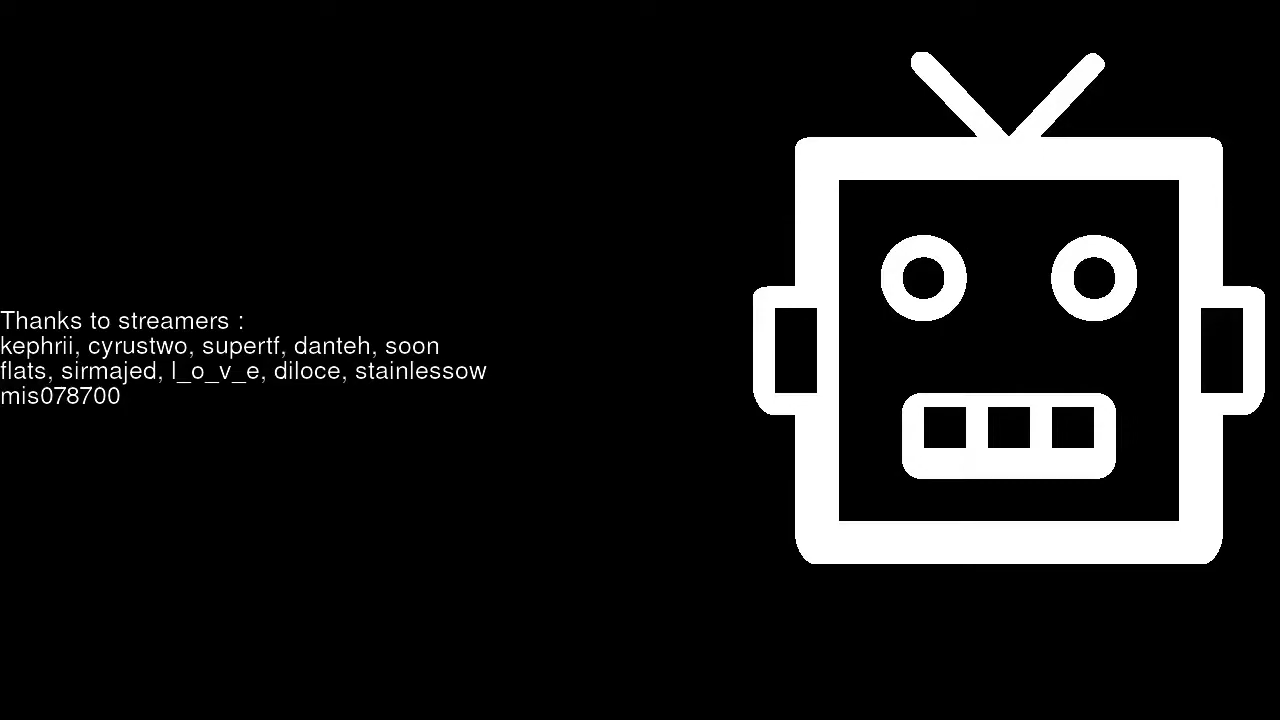 Thanks to streamers :
kephrii, cyrustwo, supertf, danteh, soon
flats, sirmajed, l_o_v_e, diloce, stainlessow
mis078700